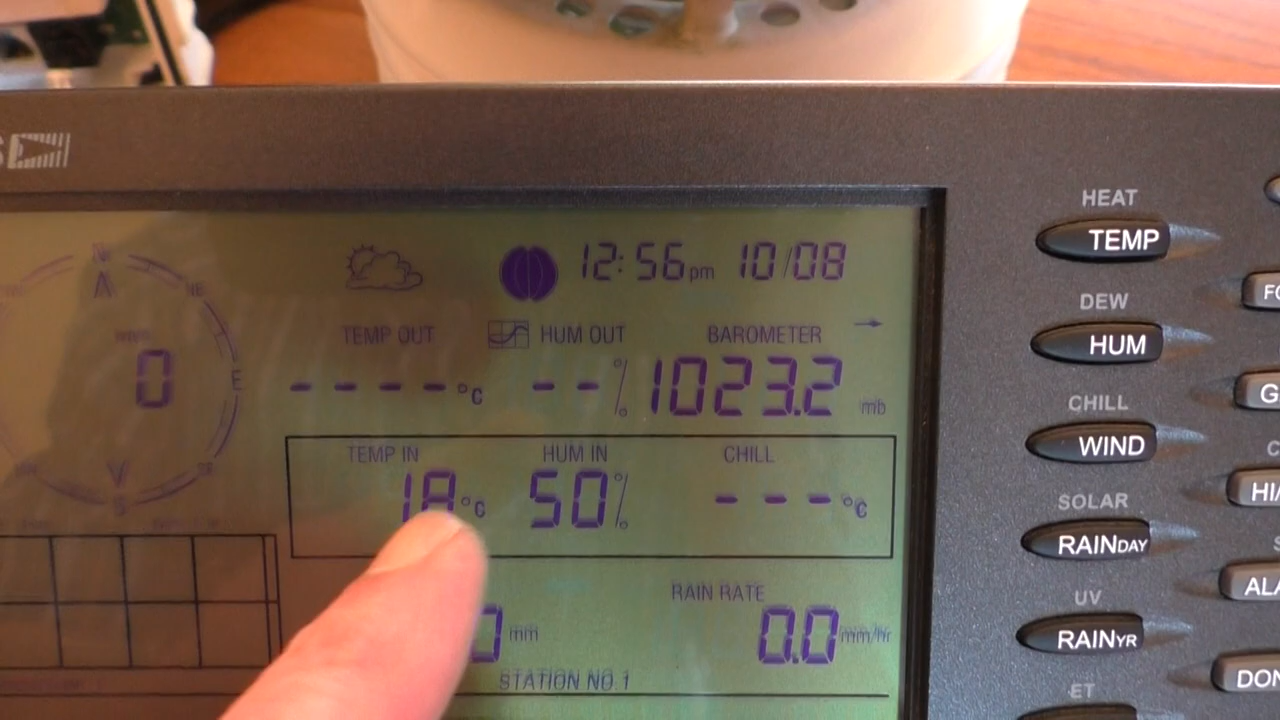 HEAT
TEMP
12:56 pm 10/08
TEMP OUT HUM OUT BAROMETER
DEW
HUM
0 E
----°C --% 1023.2 mb
CHILL
WIND
TEMP IN HUM IN CHILL
18°C 50% ---°C
S
SOLAR
RAINDAY
RAIN RATE
UV
mm 0.0 mm/hr
RAINYR
STATION NO.1
ET